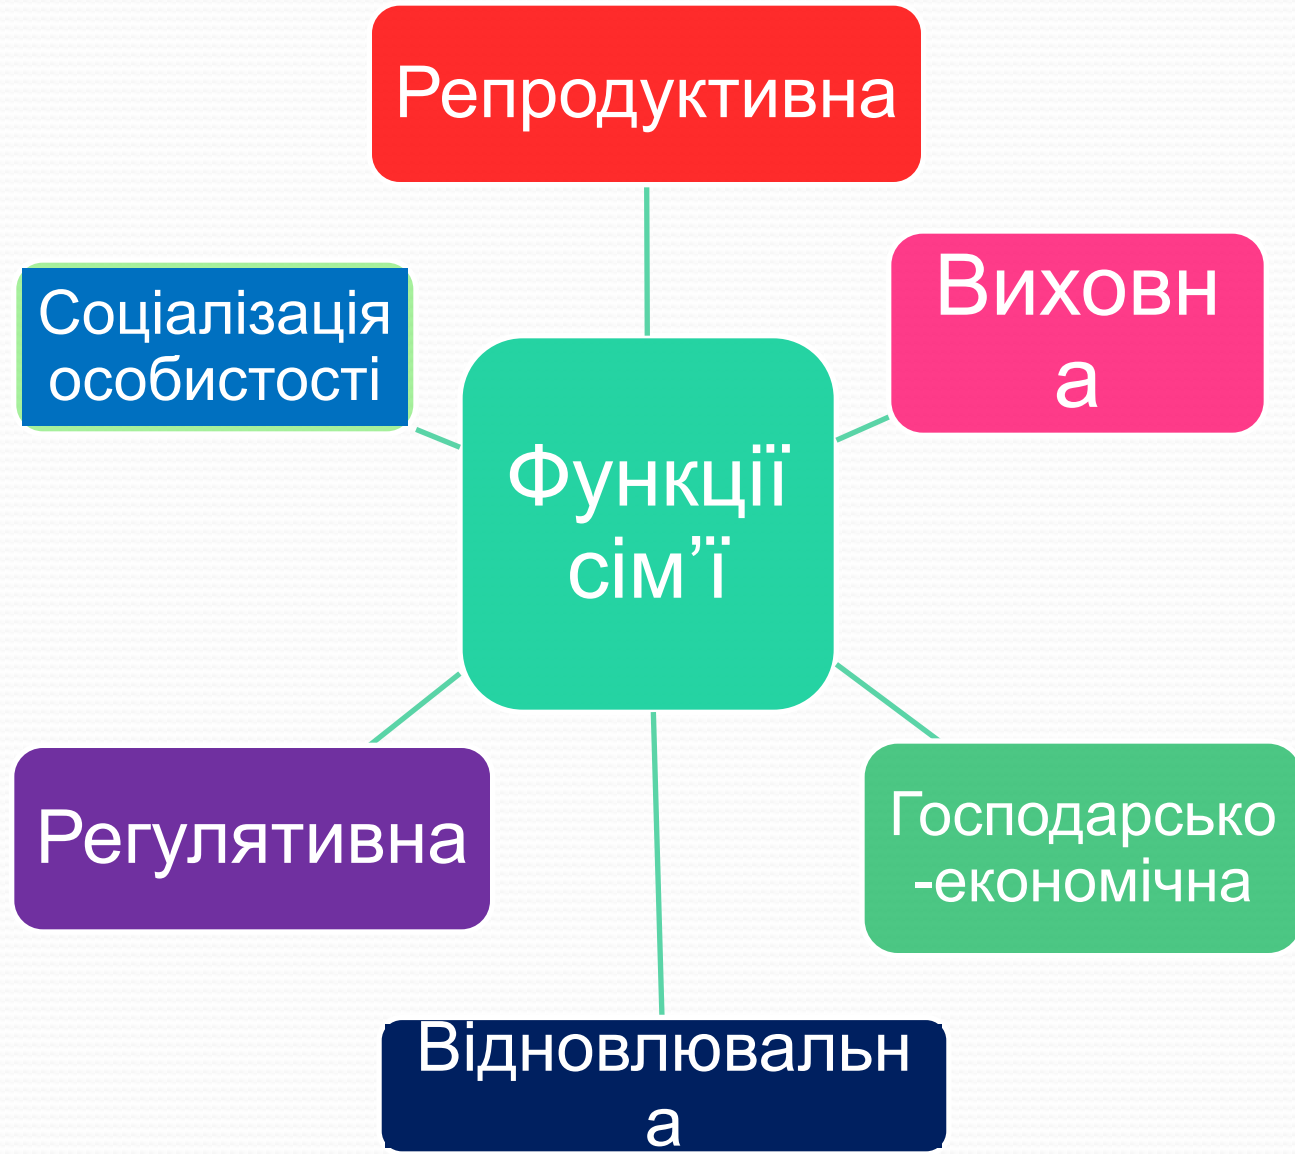 Репродуктивна
Соціалізація
особистості
Виховн
а
Функції
сім’ї
Регулятивна
Господарсько
-економічна
Відновлювальн
а